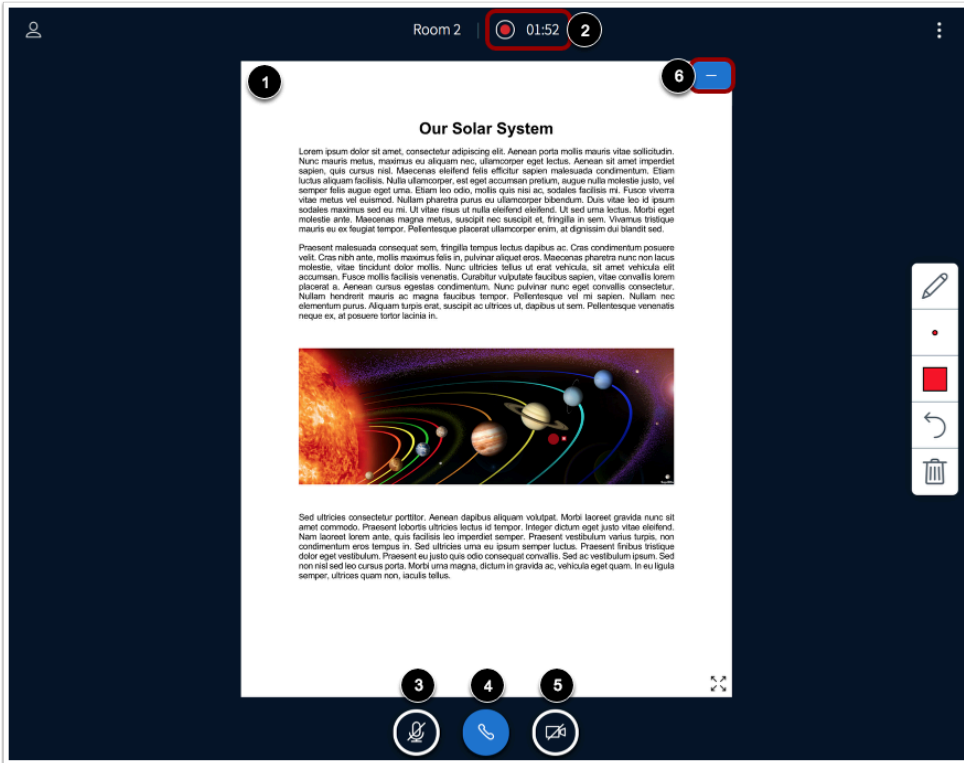 Room 2
01:52
2
1
6
Our Solar System
Lorem ipsum dolor sit amet, consectetur adipiscing elit. Aenean porta mollis mauris vitae sollicitudin.
Nunc mauris metus, maximus eu aliquam nec, ullamcorper eget lectus. Aenean sit amet imperdiet
sapien, quis cursus nisl. Maecenas eleifend felis efficitur sapien malesuada condimentum. Etiam
luctus aliquam facilisis. Nulla ullamcorper, est eget accumsan pretium, augue nulla molestie justo, vel
semper felis augue eget urna. Etiam leo odio, mollis quis nisi ac, sodales facilisis mi. Fusce viverra
vitae metus vel euismod. Nullam pharetra purus eu ullamcorper bibendum. Duis vitae leo id ipsum
sodales maximus sed eu mi. Ut vitae risus ut nulla eleifend eleifend. Ut sed urna lectus. Morbi eget
molestie ante. Maecenas magna metus, suscipit nec suscipit et, fringilla in sem. Vivamus tristique
mauris eu ex feugiat tempor. Pellentesque placerat ullamcorper enim, at dignissim dui blandit sed.
Praesent malesuada consequat sem, fringilla tempus lectus dapibus ac. Cras condimentum posuere
velit. Cras nibh ante, mollis maximus felis in, pulvinar aliquet eros. Maecenas pharetra nunc non lacus
molestie, vitae tincidunt dolor mollis. Nunc ultricies tellus ut erat vehicula, sit amet vehicula elit
accumsan. Fusce mollis facilisis venenatis. Curabitur vulputate faucibus sapien, vitae convallis lorem
placerat a. Aenean cursus egestas condimentum. Nunc pulvinar nunc eget convallis consectetur.
Nullam hendrerit mauris ac magna faucibus tempor. Pellentesque vel mi sapien. Nullam nec
elementum purus. Aliquam turpis erat, suscipit ac ultrices ut, dapibus ut sem. Pellentesque venenatis
neque ex, at posuere tortor lacinia in.
Sed ultricies consectetur porttitor. Aenean dapibus aliquam volutpat. Morbi laoreet gravida nunc sit
amet commodo. Praesent lobortis ultricies lectus id tempor. Integer dictum eget justo vitae eleifend.
Nam laoreet lorem ante, quis facilisis leo imperdiet semper. Praesent vestibulum varius turpis, non
condimentum eros tempus in. Sed ultricies urna eu ipsum semper luctus. Praesent finibus tristique
dolor eget vestibulum. Praesent eu justo quis odio consequat convallis. Sed ac vestibulum ipsum. Sed
non nisl sed leo cursus porta. Morbi urna magna, dictum in gravida ac, vehicula eget quam. In eu ligula
semper, ultrices quam non, iaculis tellus.
3
4
5